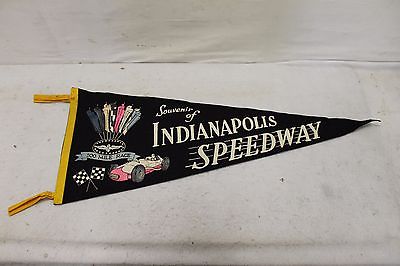 Souvenir
of
INDIANAPOLIS
SPEEDWAY
500 MILE RACE